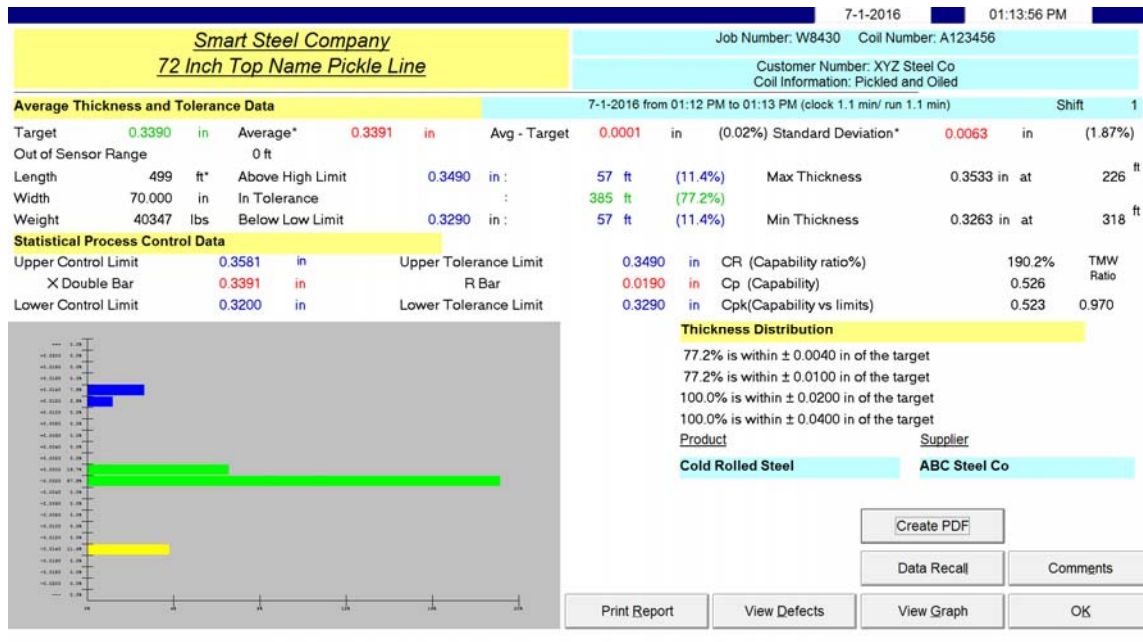 7-1-2016 01:13:56 PM
Smart Steel Company
72 Inch Top Name Pickle Line
Job Number: W8430 Coil Number: A123456
Customer Number: XYZ Steel Co
Coil Information: Pickled and Oiled
Average Thickness and Tolerance Data 7-1-2016 from 01:12 PM to 01:13 PM (clock 1.1 min/ run 1.1 min) Shift 1
Target 0.3390 in Average* 0.3391 in Avg - Target 0.0001 in (0.02%) Standard Deviation* 0.0063 in (1.87%)
Out of Sensor Range 0 ft
Length 499 ft* Above High Limit 0.3490 in : 57 ft (11.4%) Max Thickness 0.3533 in at 226 ft
Width 70.000 in In Tolerance : 385 ft (77.2%)
Weight 40347 lbs Below Low Limit 0.3290 in : 57 ft (11.4%) Min Thickness 0.3263 in at 318 ft
Statistical Process Control Data
Upper Control Limit 0.3581 in Upper Tolerance Limit 0.3490 in CR (Capability ratio%) 190.2% TMW Ratio
X Double Bar 0.3391 in R Bar 0.0190 in Cp (Capability) 0.526
Lower Control Limit 0.3200 in Lower Tolerance Limit 0.3290 in Cpk(Capability vs limits) 0.523 0.970
Thickness Distribution
77.2% is within ± 0.0040 in of the target
77.2% is within ± 0.0100 in of the target
100.0% is within ± 0.0200 in of the target
100.0% is within ± 0.0400 in of the target
Product Supplier
Cold Rolled Steel ABC Steel Co
Create PDF
Data Recall Comments
Print Report View Defects View Graph OK